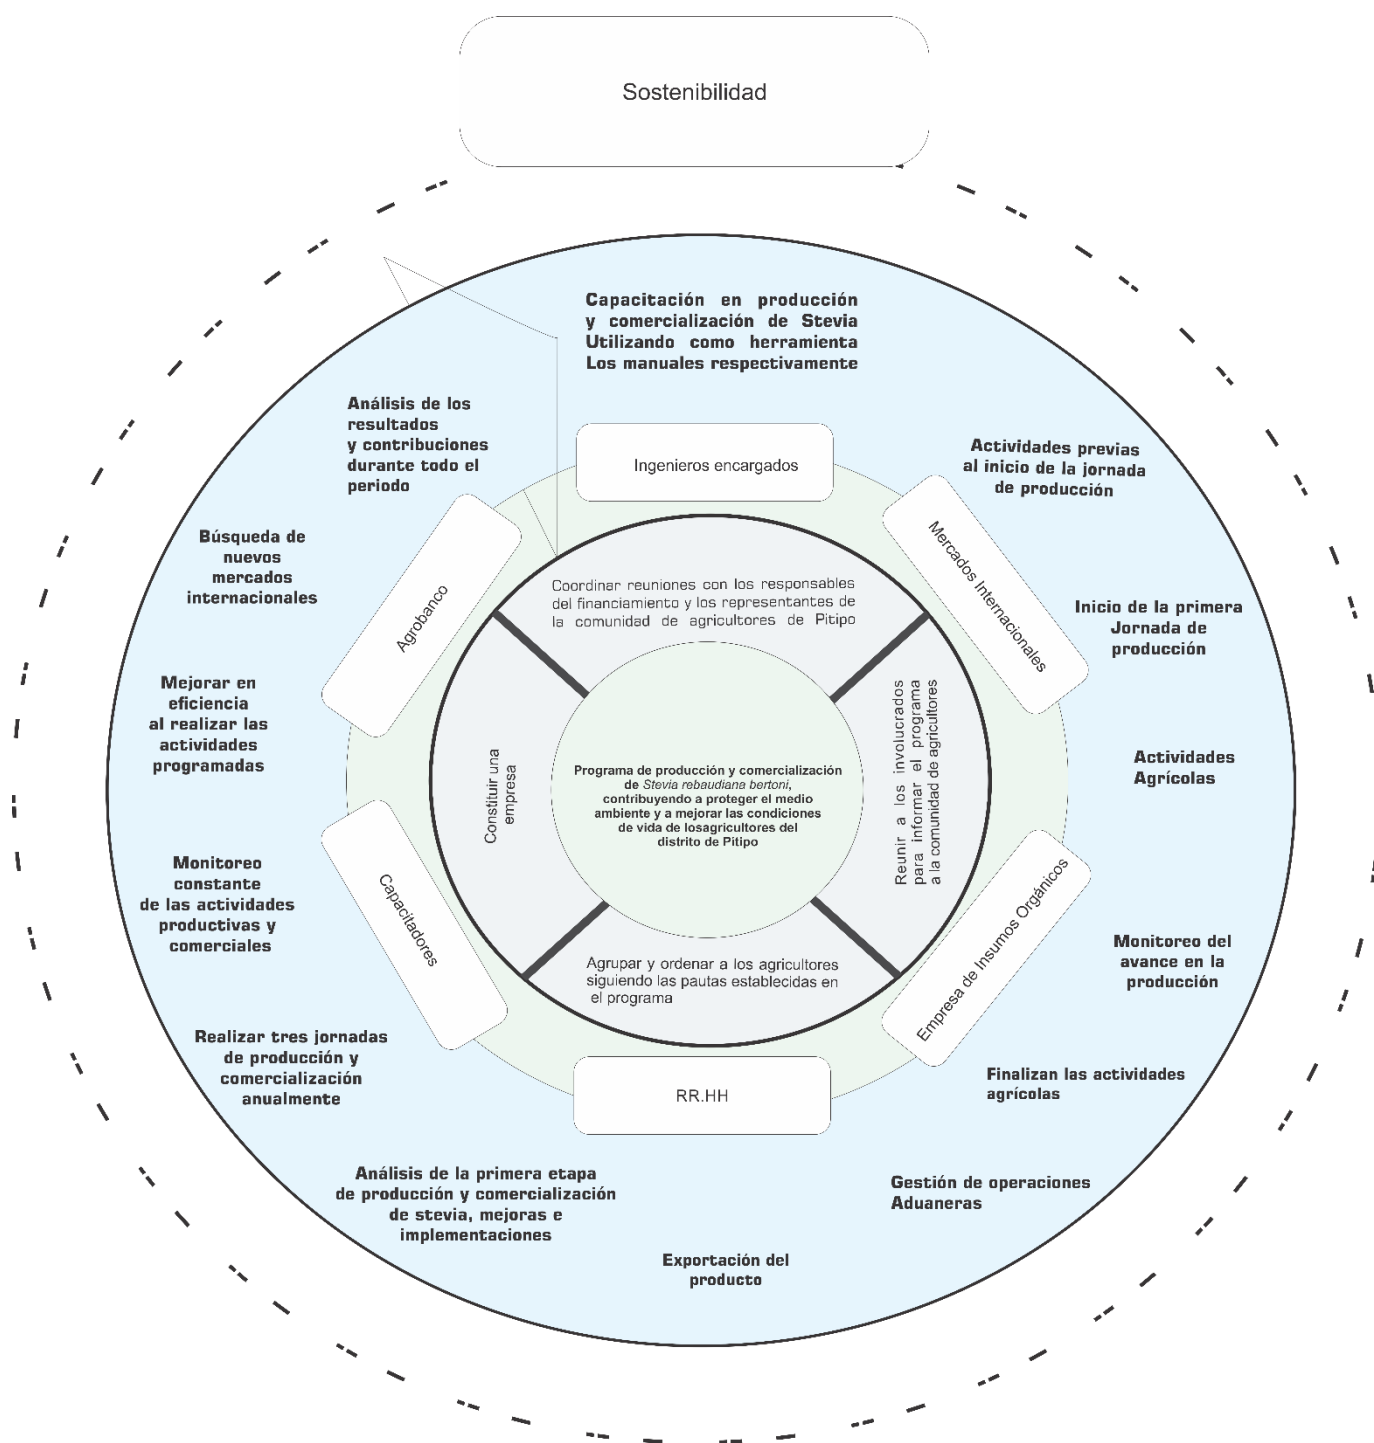 Sostenibilidad
Capacitación en producción
y comercialización de Stevia
Utilizando como herramienta
Los manuales respectivamente
Análisis de los
resultados
y contribuciones
durante todo el
periodo
Ingenieros encargados
Actividades previas
al inicio de la jornada
de producción
Búsqueda de
nuevos
mercados
internacionales
Agrobanco
Mercados Internacionales
Coordinar reuniones con los responsables
del financiamiento y los representantes de
la comunidad de agricultores de Pitipo
Inicio de la primera
Jornada de
producción
Mejorar en
eficiencia
al realizar las
actividades
programadas
Constituir una
empresa
Programa de producción y comercialización
de Stevia rebaudiana bertoni,
contribuyendo a proteger el medio
ambiente y a mejorar las condiciones
de vida de losagricultores del
distrito de Pitipo
Reunir a los involucrados
para informar el programa
a la comunidad de agricultores
Actividades
Agrícolas
Monitoreo
constante
de las actividades
productivas y
comerciales
Capacitadores
Empresa de Insumos Orgánicos
Monitoreo del
avance en la
producción
Agrupar y ordenar a los agricultores
siguiendo las pautas establecidas en
el programa
Realizar tres jornadas
de producción y
comercialización
anualmente
RR.HH
Finalizan las actividades
agrícolas
Análisis de la primera etapa
de producción y comercialización
de stevia, mejoras e
implementaciones
Gestión de operaciones
Aduaneras
Exportación del
producto